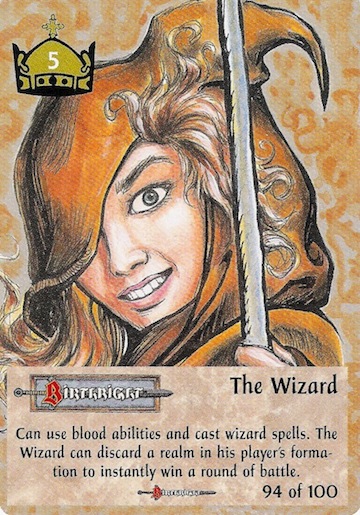 5
The Wizard
BIRTHRIGHT
Can use blood abilities and cast wizard spells. The
Wizard can discard a realm in his player's forma-
tion to instantly win a round of battle.
BIRTHRIGHT
94 of 100